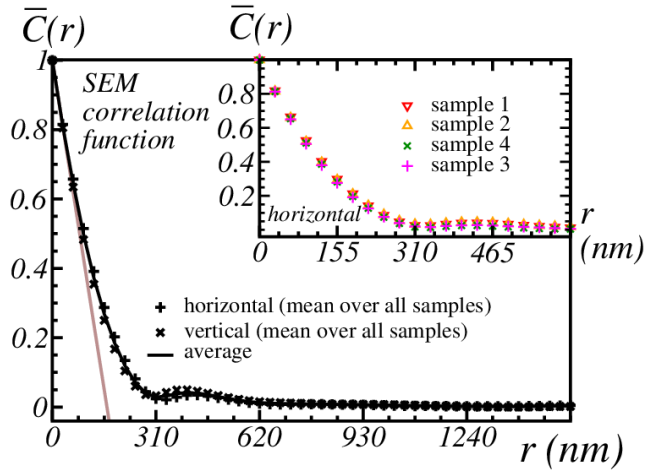 C̅(r)
C̅(r)
1
0.8
0.6
0.4
0.2
0
SEM
correlation
function
0.8
0.6
0.4
0.2
sample 1
sample 2
sample 4
sample 3
horizontal
r
(nm)
0 155 310 465
horizontal (mean over all samples)
vertical (mean over all samples)
average
0 310 620 930 1240
r (nm)